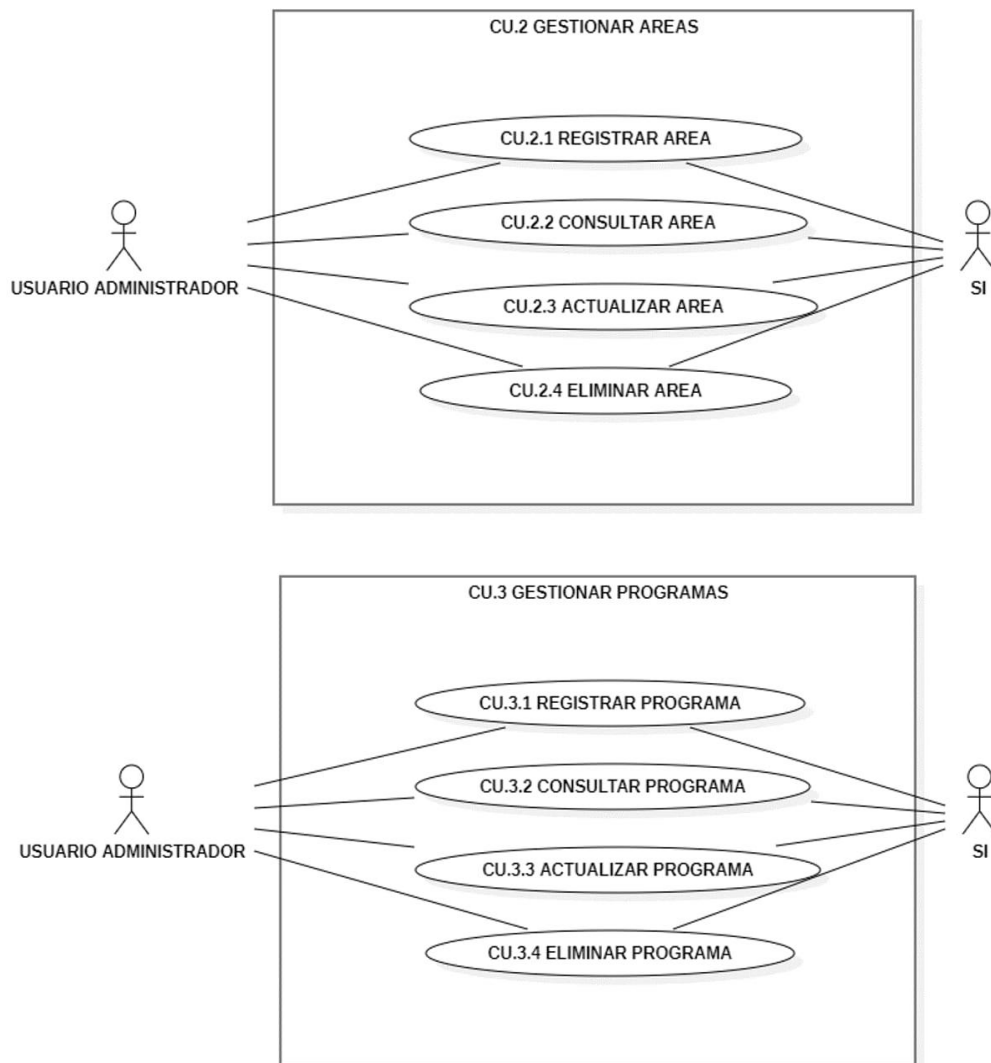 CU.2 GESTIONAR AREAS
CU.2.1 REGISTRAR AREA
CU.2.2 CONSULTAR AREA
USUARIO ADMINISTRADOR
SI
CU.2.3 ACTUALIZAR AREA
CU.2.4 ELIMINAR AREA
CU.3 GESTIONAR PROGRAMAS
CU.3.1 REGISTRAR PROGRAMA
CU.3.2 CONSULTAR PROGRAMA
USUARIO ADMINISTRADOR
SI
CU.3.3 ACTUALIZAR PROGRAMA
CU.3.4 ELIMINAR PROGRAMA